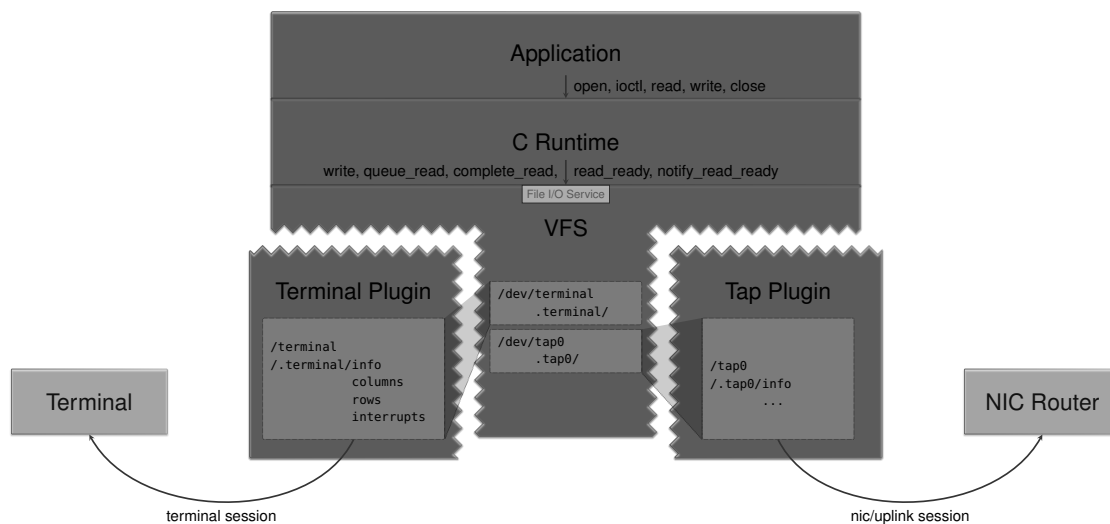 Application
open, ioctl, read, write, close
C Runtime
write, queue_read, complete_read, read_ready, notify_read_ready
File I/O Service
VFS
Terminal Plugin
/terminal
/.terminal/info
columns
rows
interrupts
/dev/terminal
.terminal/
/dev/tap0
.tap0/
Tap Plugin
/tap0
/.tap0/info
...
Terminal
NIC Router
terminal session
nic/uplink session